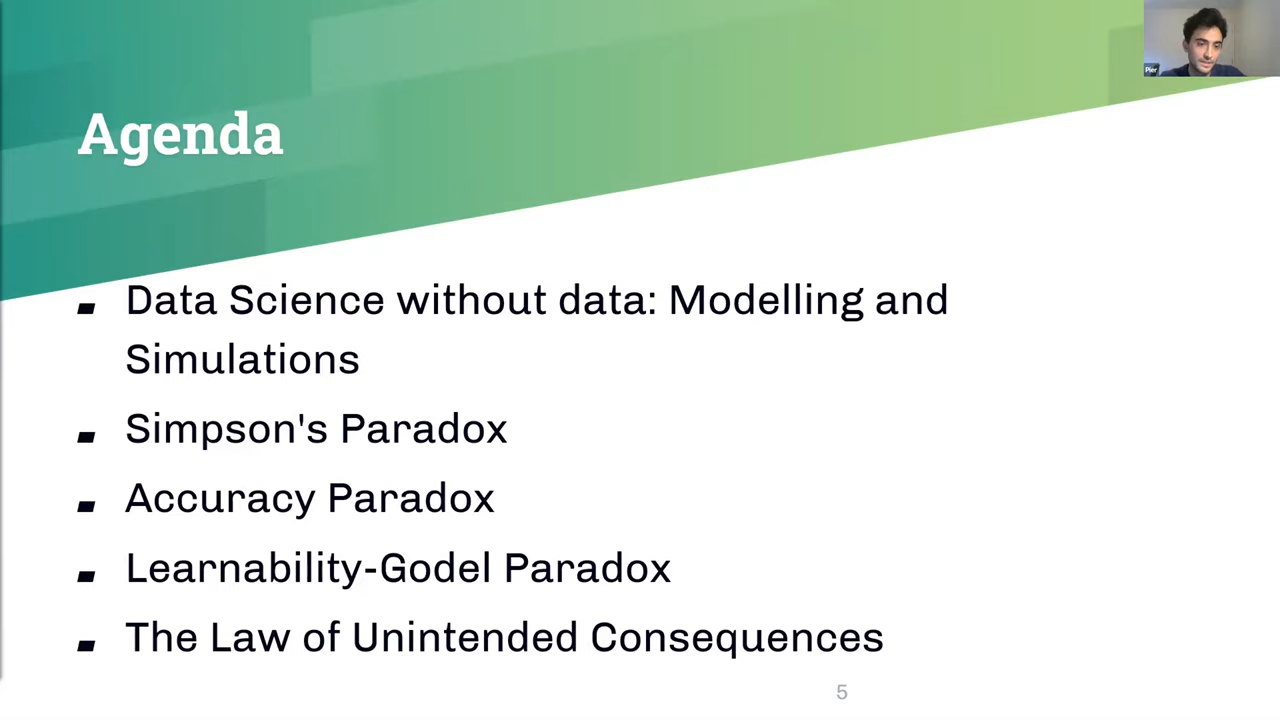 Pier
Agenda
Data Science without data: Modelling and
Simulations
Simpson's Paradox
Accuracy Paradox
Learnability-Godel Paradox
The Law of Unintended Consequences
5